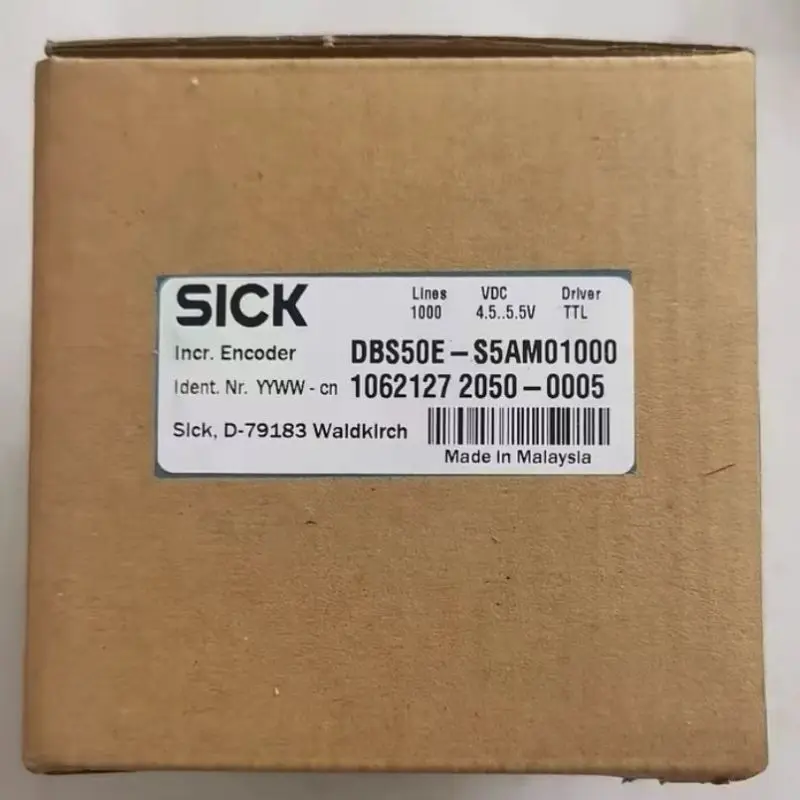 SICK
Lines VDC Driver
1000 4.5..5.5V TTL
Incr. Encoder DBS50E-S5AM01000
Ident. Nr. YYWW - cn 1062127 2050-0005
Sick, D-79183 Waldkirch
Made in Malaysia